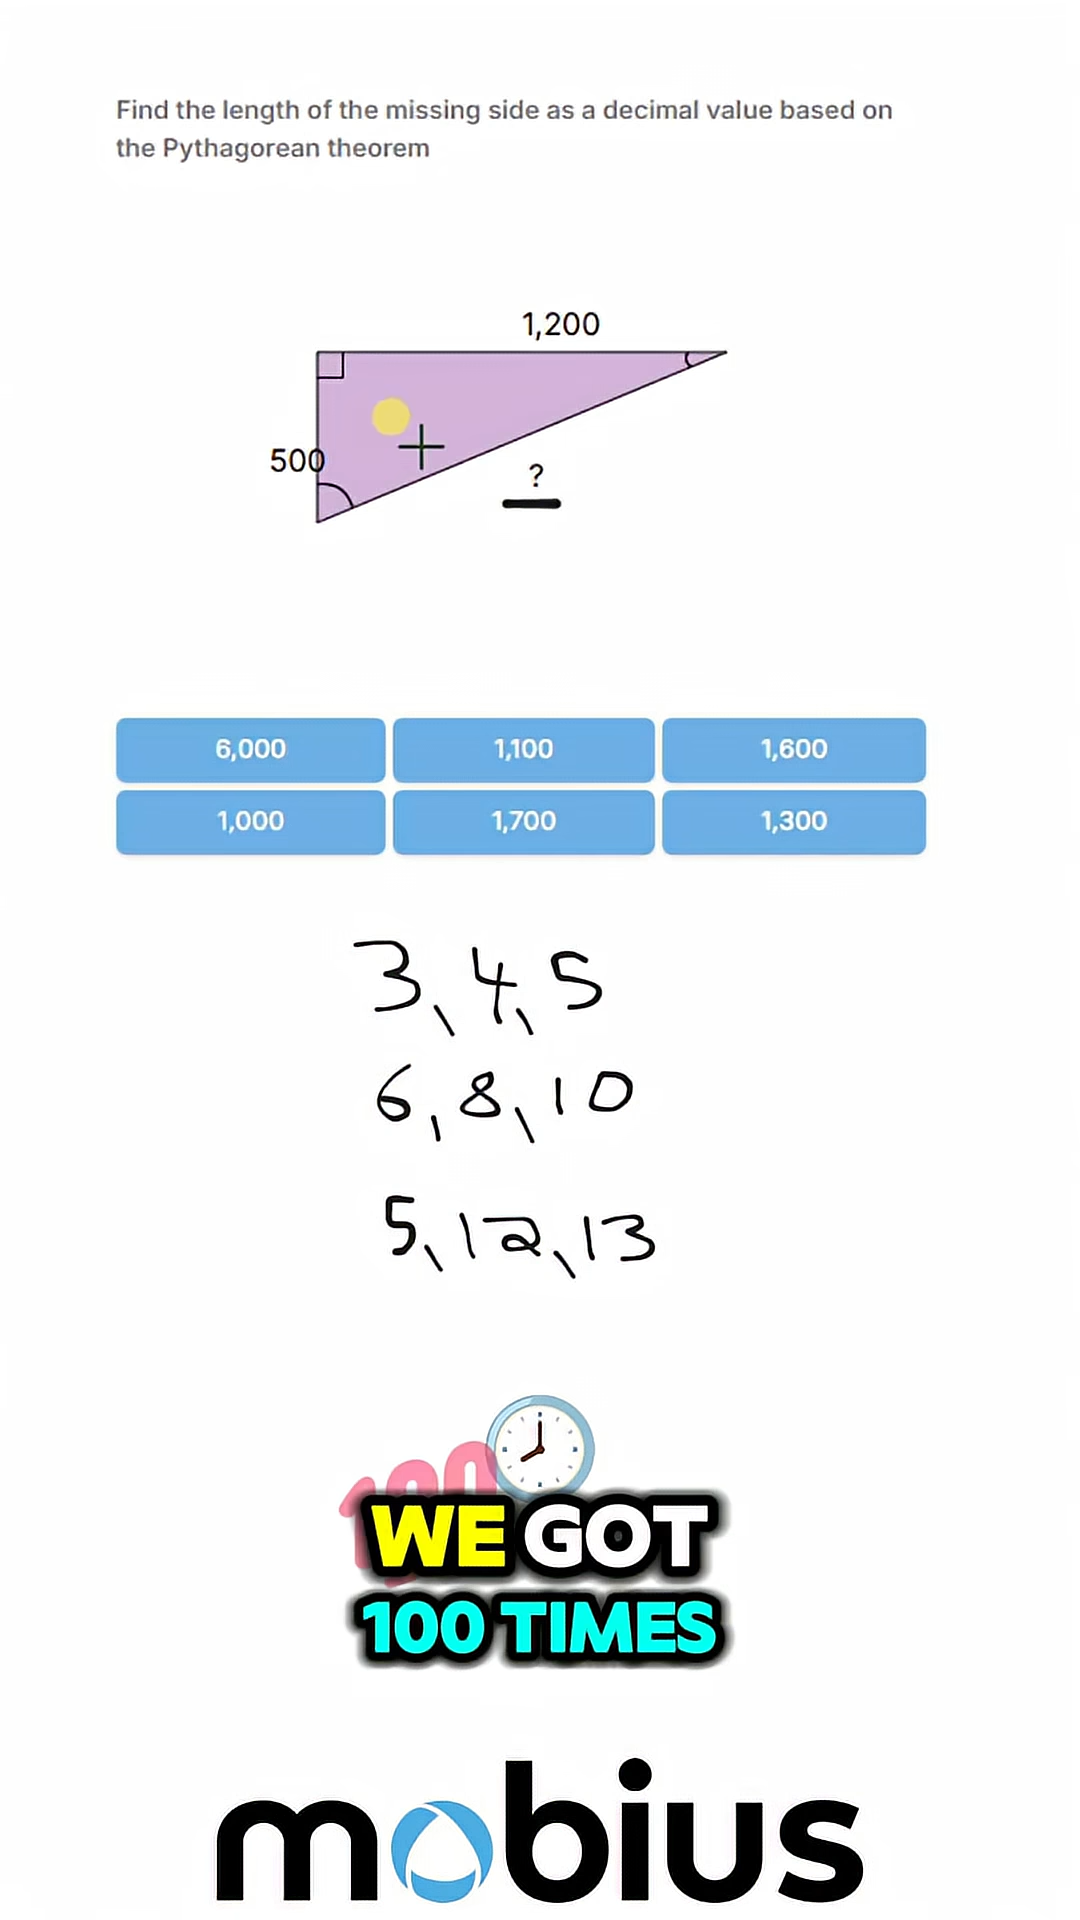 Find the length of the missing side as a decimal value based on
the Pythagorean theorem
1,200
500
?
6,000 1,100 1,600
1,000 1,700 1,300
3, 4, 5
6, 8, 10
5, 12, 13
100
WE GOT
100 TIMES
mobius